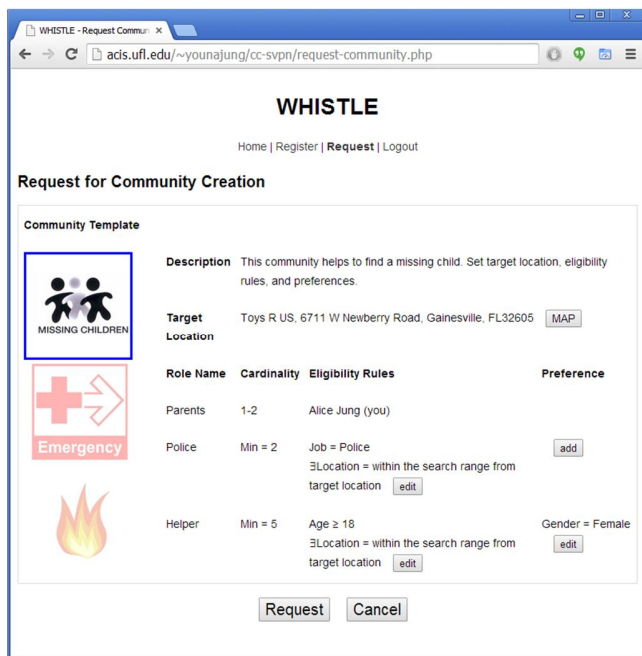 WHISTLE - Request Commun
acis.ufl.edu/~younajung/cc-svpn/request-community.php
WHISTLE
Home | Register | Request | Logout
Request for Community Creation
Community Template
MISSING CHILDREN
Emergency
Description This community helps to find a missing child. Set target location, eligibility
rules, and preferences.
Target Toys R US, 6711 W Newberry Road, Gainesville, FL32605 MAP
Location
Role Name Cardinality Eligibility Rules Preference
Parents 1-2 Alice Jung (you)
Police Min = 2 Job = Police add
∃Location = within the search range from
target location edit
Helper Min = 5 Age ≥ 18 Gender = Female
∃Location = within the search range from edit
target location edit
Request Cancel